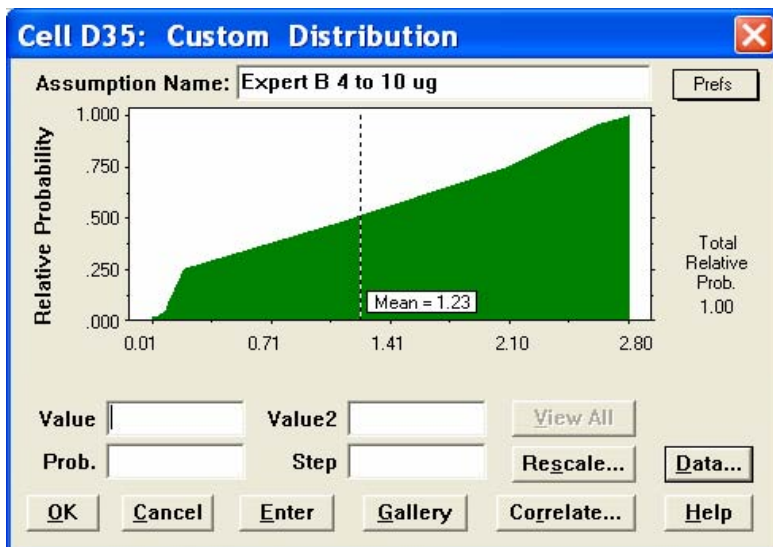 Cell D35: Custom Distribution
Assumption Name: Expert B 4 to 10 ug
Prefs
Relative Probability
1.000
.750
.500
.250
.000
Mean = 1.23
0.01 0.71 1.41 2.10 2.80
Total
Relative
Prob.
1.00
Value Value2 View All
Prob. Step Rescale... Data...
OK Cancel Enter Gallery Correlate... Help